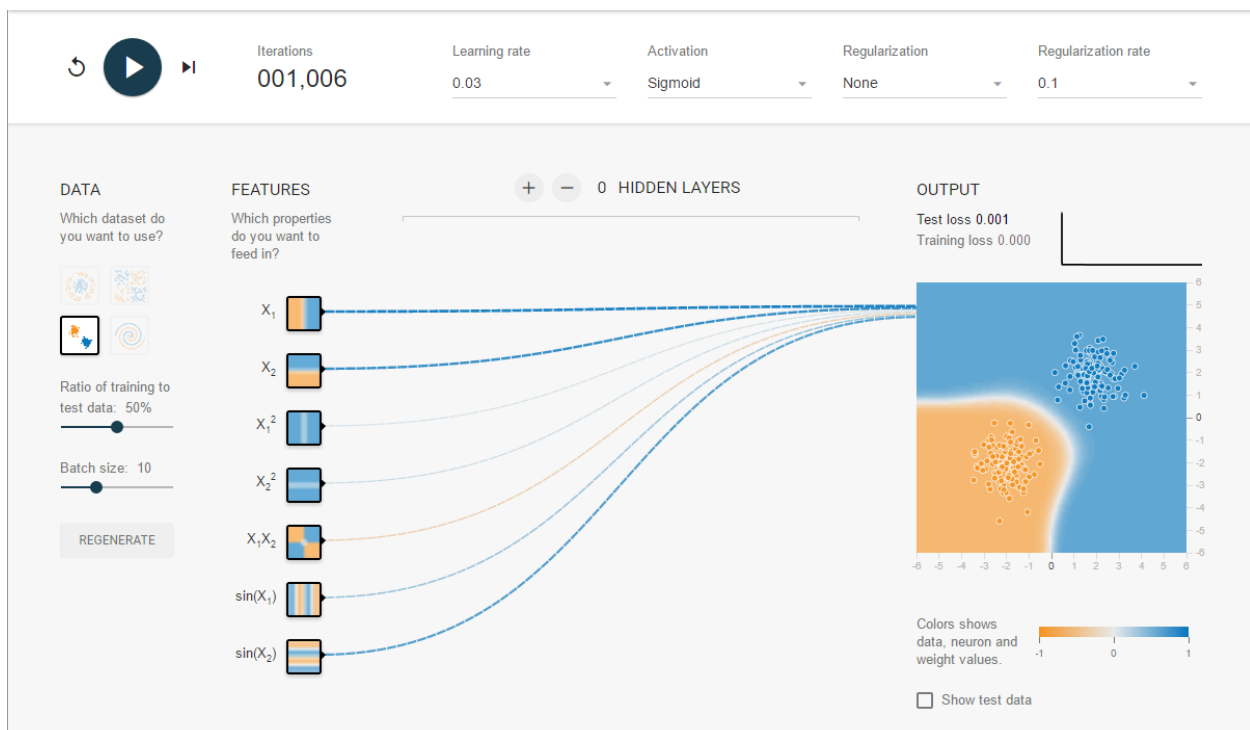 Iterations
001,006
Learning rate
0.03
Activation
Sigmoid
Regularization
None
Regularization rate
0.1
DATA
Which dataset do
you want to use?
Ratio of training to
test data: 50%
Batch size: 10
REGENERATE
FEATURES
Which properties
do you want to
feed in?
X₁
X₂
X₁²
X₂²
X₁X₂
sin(X₁)
sin(X₂)
+ − 0 HIDDEN LAYERS
OUTPUT
Test loss 0.001
Training loss 0.000
6
5
4
3
2
1
0
-1
-2
-3
-4
-5
-6
-6 -5 -4 -3 -2 -1 0 1 2 3 4 5 6
Colors shows
data, neuron and
weight values.
-1 0 1
Show test data